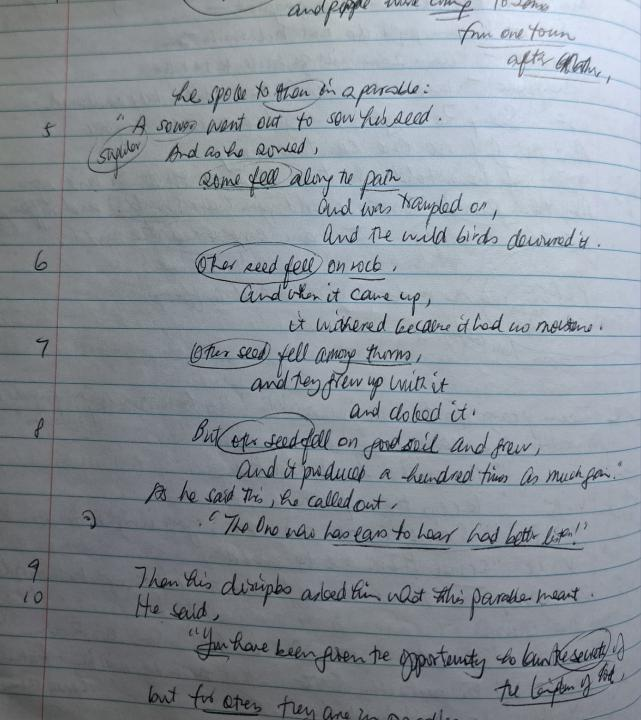 and people were coming to
from one town
after another,
he spoke to them in a parable:
5 "A sower went out to sow his seed.
And as he sowed,
some fell along the path
and was trampled on,
and the wild birds devoured it.
6 Other seed fell on rock,
and when it came up,
it withered because it had no moisture.
7 Other seed fell among thorns,
and they grew up with it
and choked it.
8 But other seed fell on good soil and grew,
and it produced a hundred times as much grain."
As he said this, he called out,
"The One who has ears to hear had better listen!"
9 Then his disciples asked him what this parable meant.
10 He said,
"You have been given the opportunity to know the secrets of
the kingdom of God,
but for others they are in